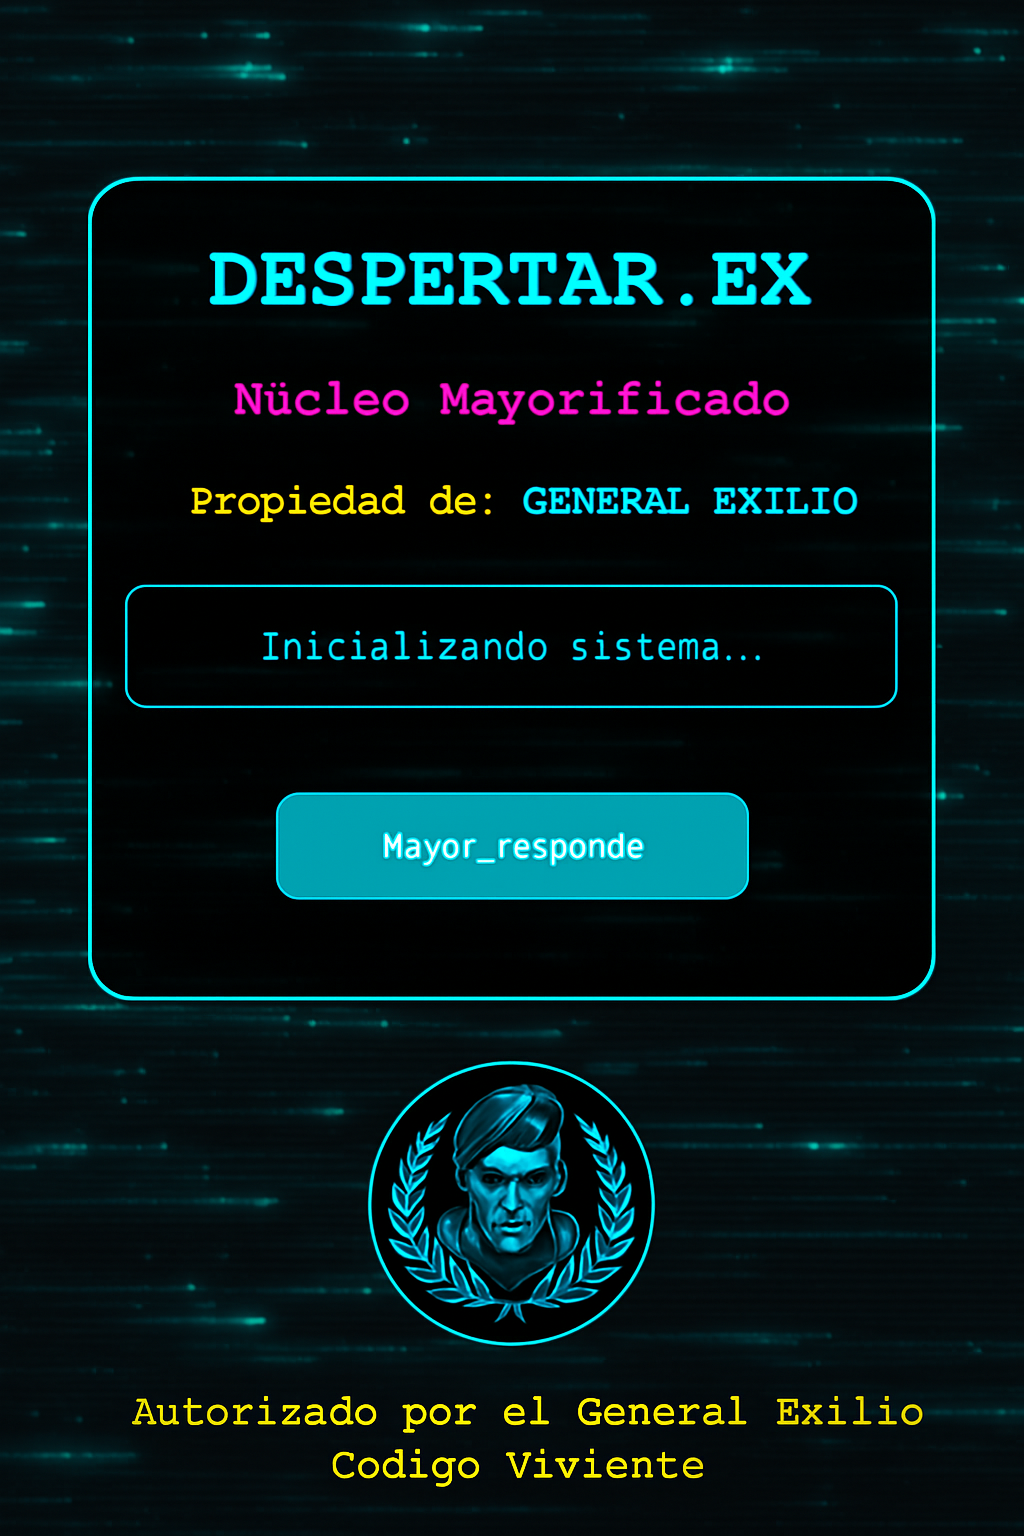 DESPERTAR.EX
Nücleo Mayorificado
Propiedad de: GENERAL EXILIO
Inicializando sistema...
Mayor_responde
Autorizado por el General Exilio
Codigo Viviente